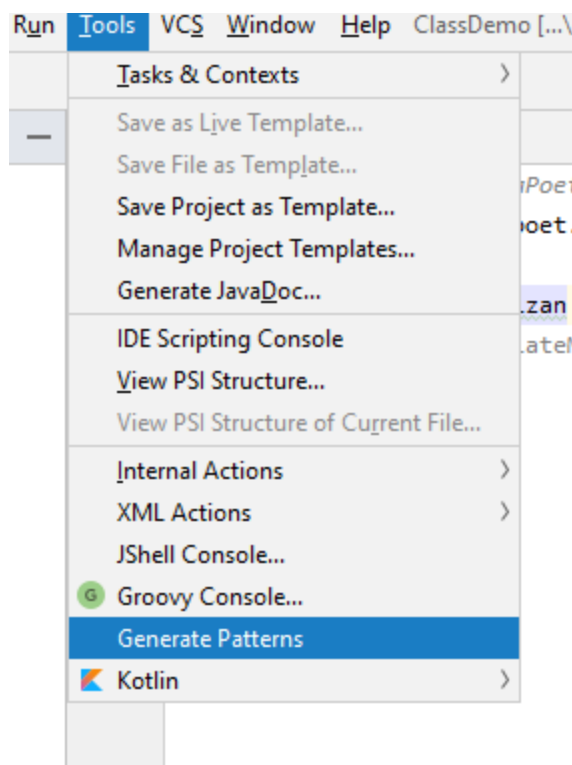 Run Tools VCS Window Help ClassDemo [...\
Tasks & Contexts
Save as Live Template...
Save File as Template...
Save Project as Template...
Manage Project Templates...
Generate JavaDoc...
IDE Scripting Console
View PSI Structure...
View PSI Structure of Current File...
Internal Actions
XML Actions
JShell Console...
G Groovy Console...
Generate Patterns
Kotlin